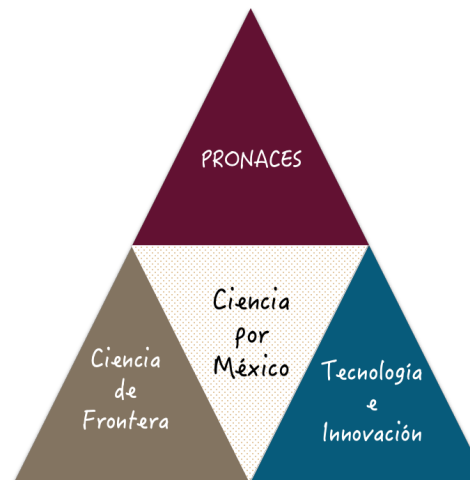 PRONACES
Ciencia
por
México
Ciencia
de
Frontera
Tecnología
e
Innovación